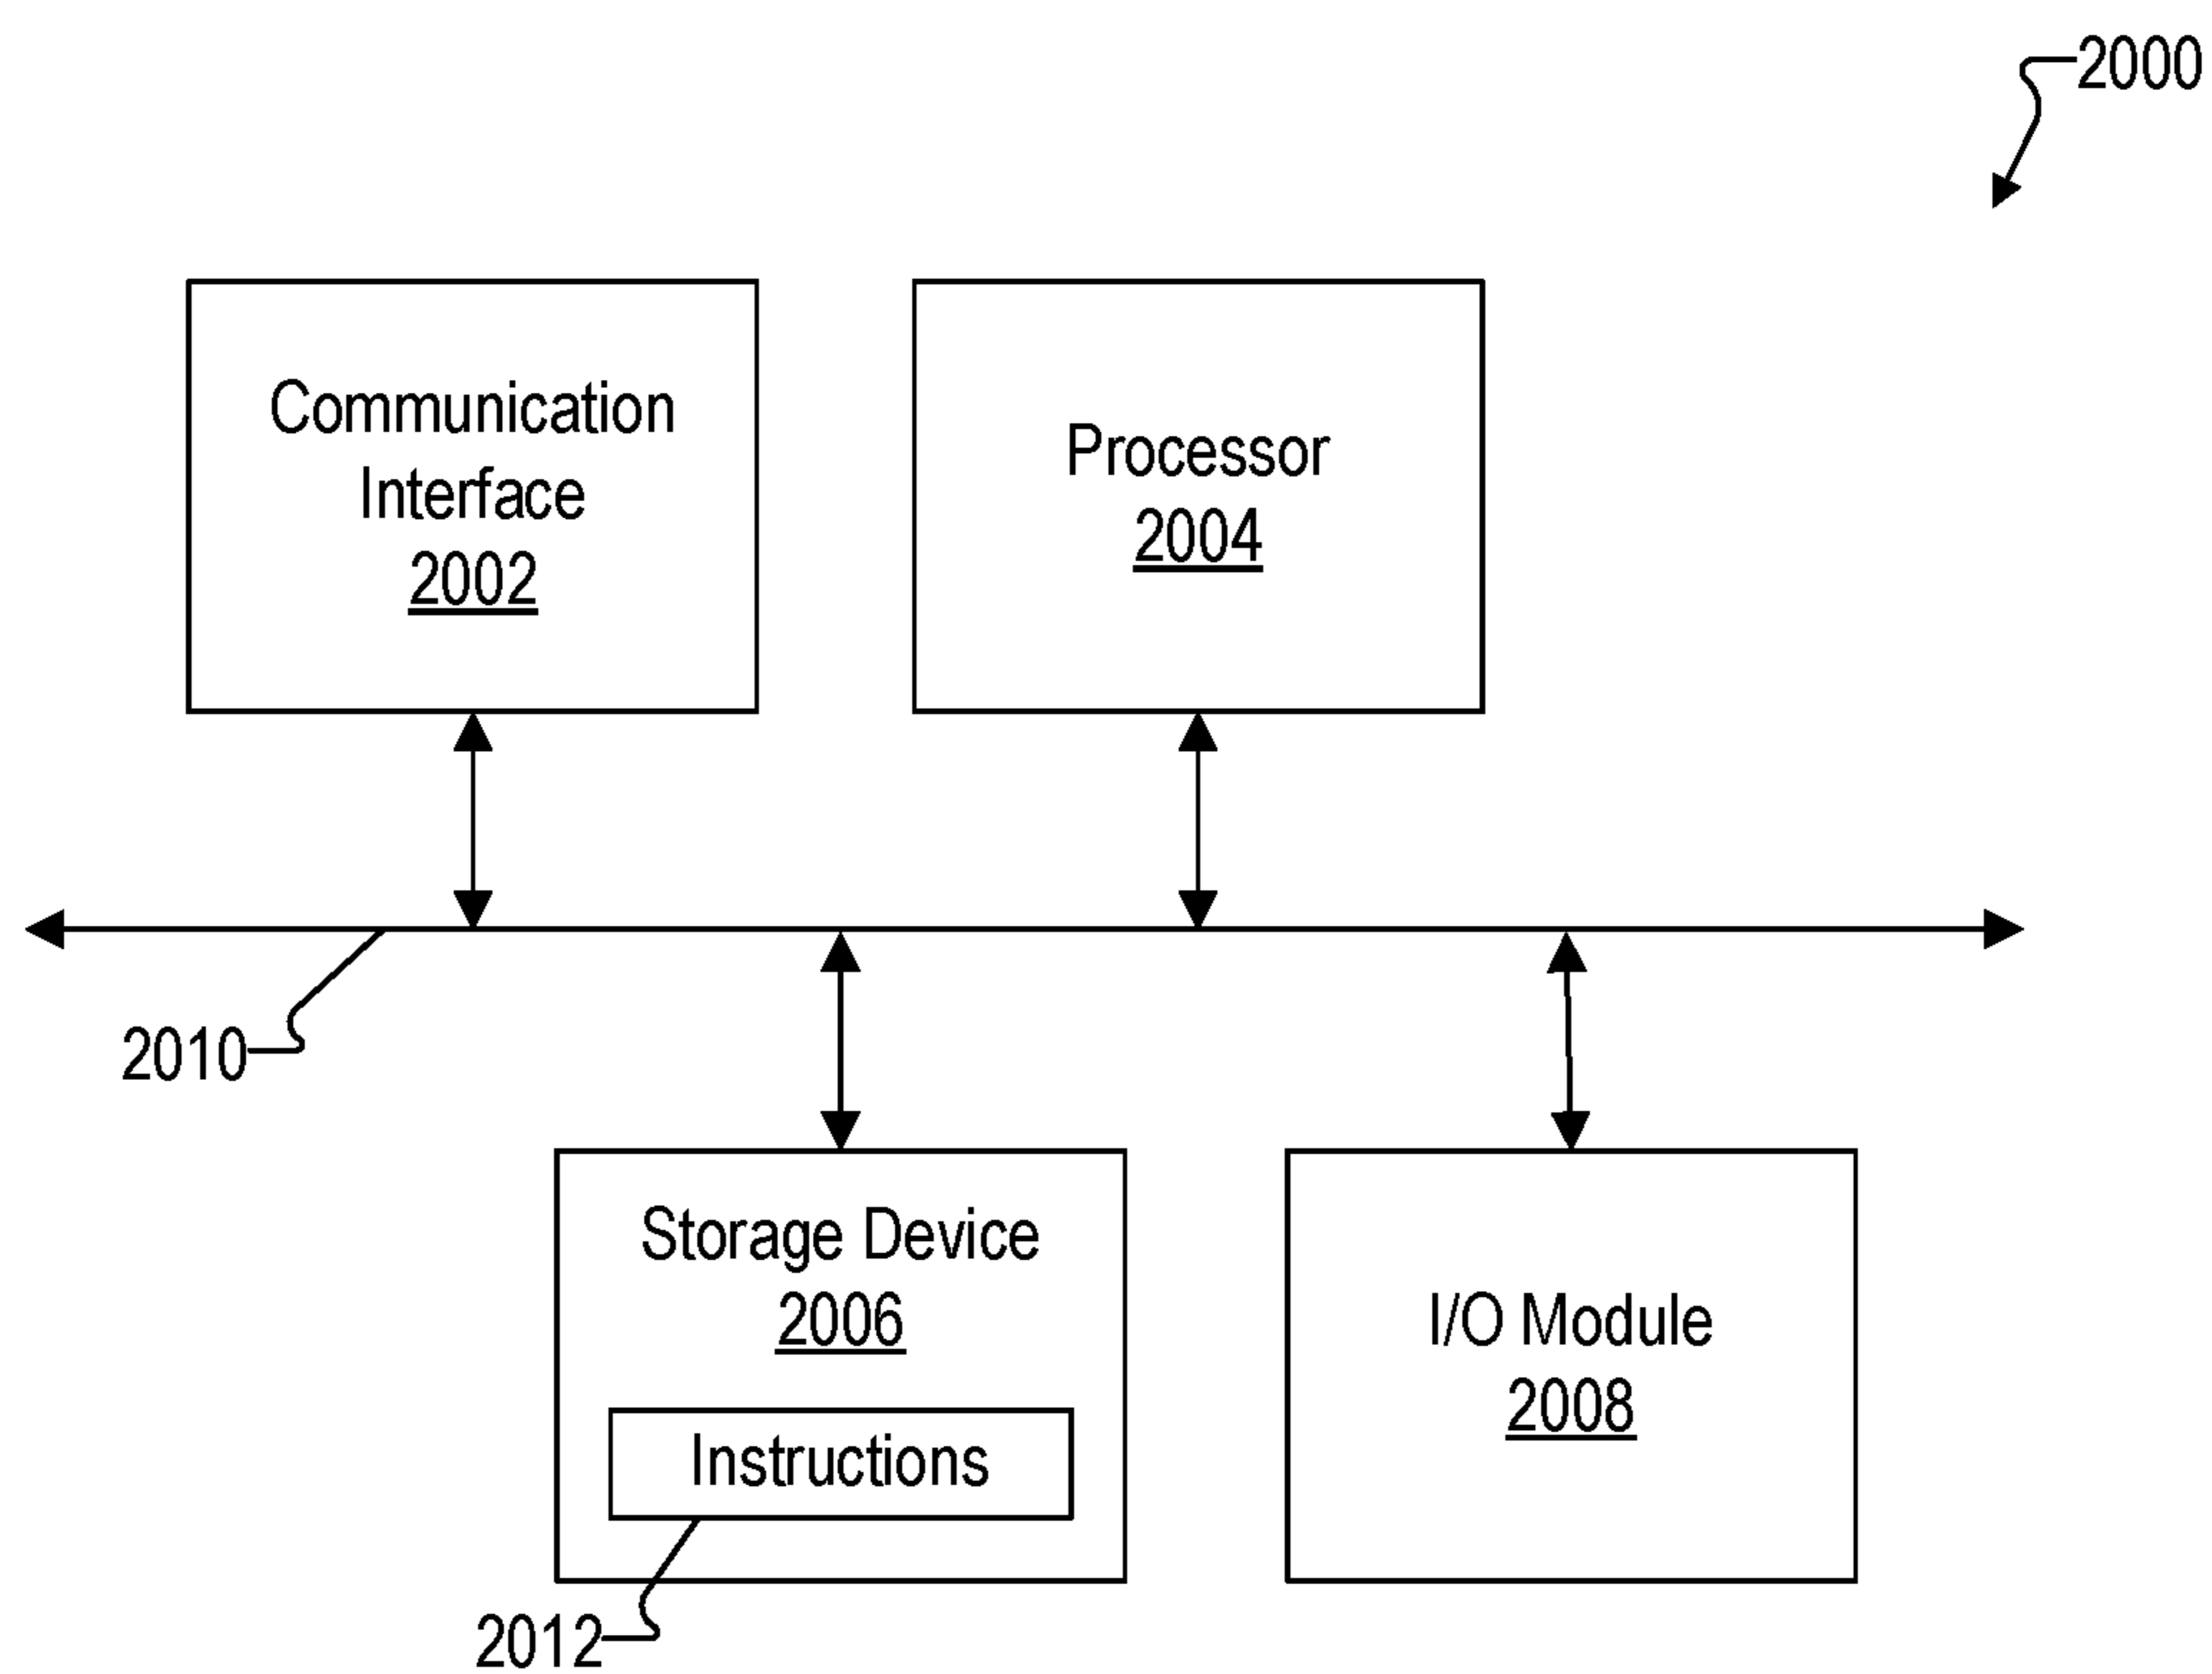 2000
Communication
Interface
2002
Processor
2004
2010
Storage Device
2006
Instructions
2012
I/O Module
2008